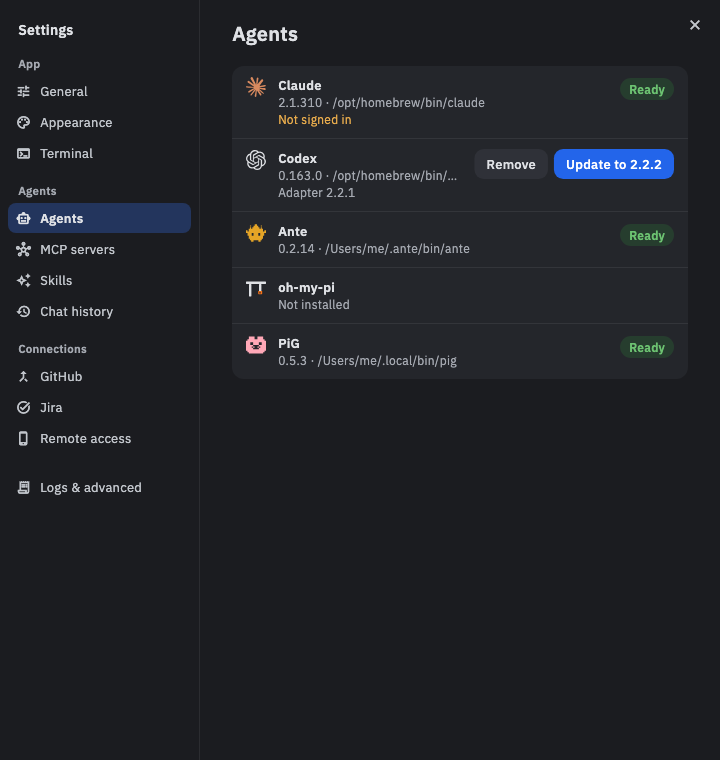 Settings
App
General
Appearance
Terminal
Agents
Agents
MCP servers
Skills
Chat history
Connections
GitHub
Jira
Remote access
Logs & advanced
Agents
Claude
2.1.310 · /opt/homebrew/bin/claude
Not signed in
Ready
Codex
0.163.0 · /opt/homebrew/bin/...
Adapter 2.2.1
Remove
Update to 2.2.2
Ante
0.2.14 · /Users/me/.ante/bin/ante
Ready
oh-my-pi
Not installed
PiG
0.5.3 · /Users/me/.local/bin/pig
Ready